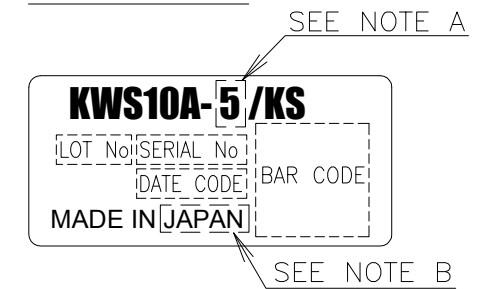 SEE NOTE A
KWS10A-5/KS
LOT No SERIAL No
DATE CODE
BAR CODE
MADE IN JAPAN
SEE NOTE B